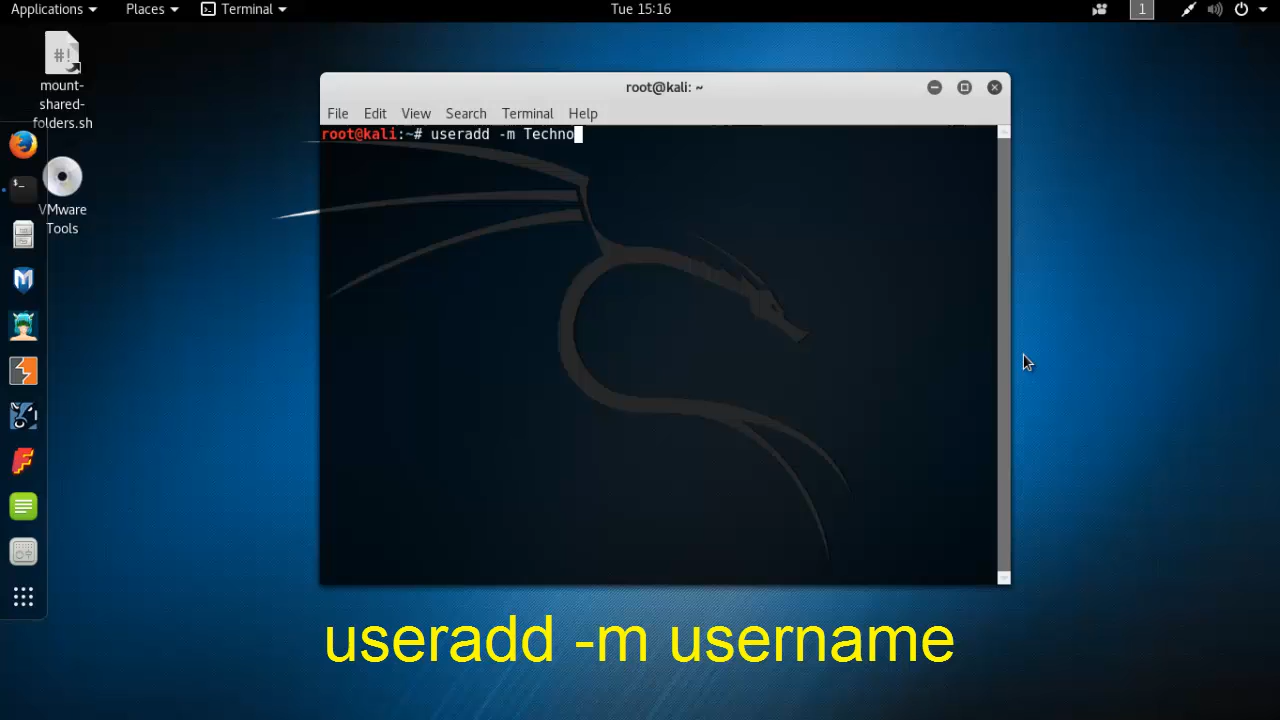 Applications Places Terminal Tue 15:16 1
#!
mount-
shared-
folders.sh
VMware
Tools
root@kali: ~
File Edit View Search Terminal Help
root@kali:~# useradd -m Techno
useradd -m username